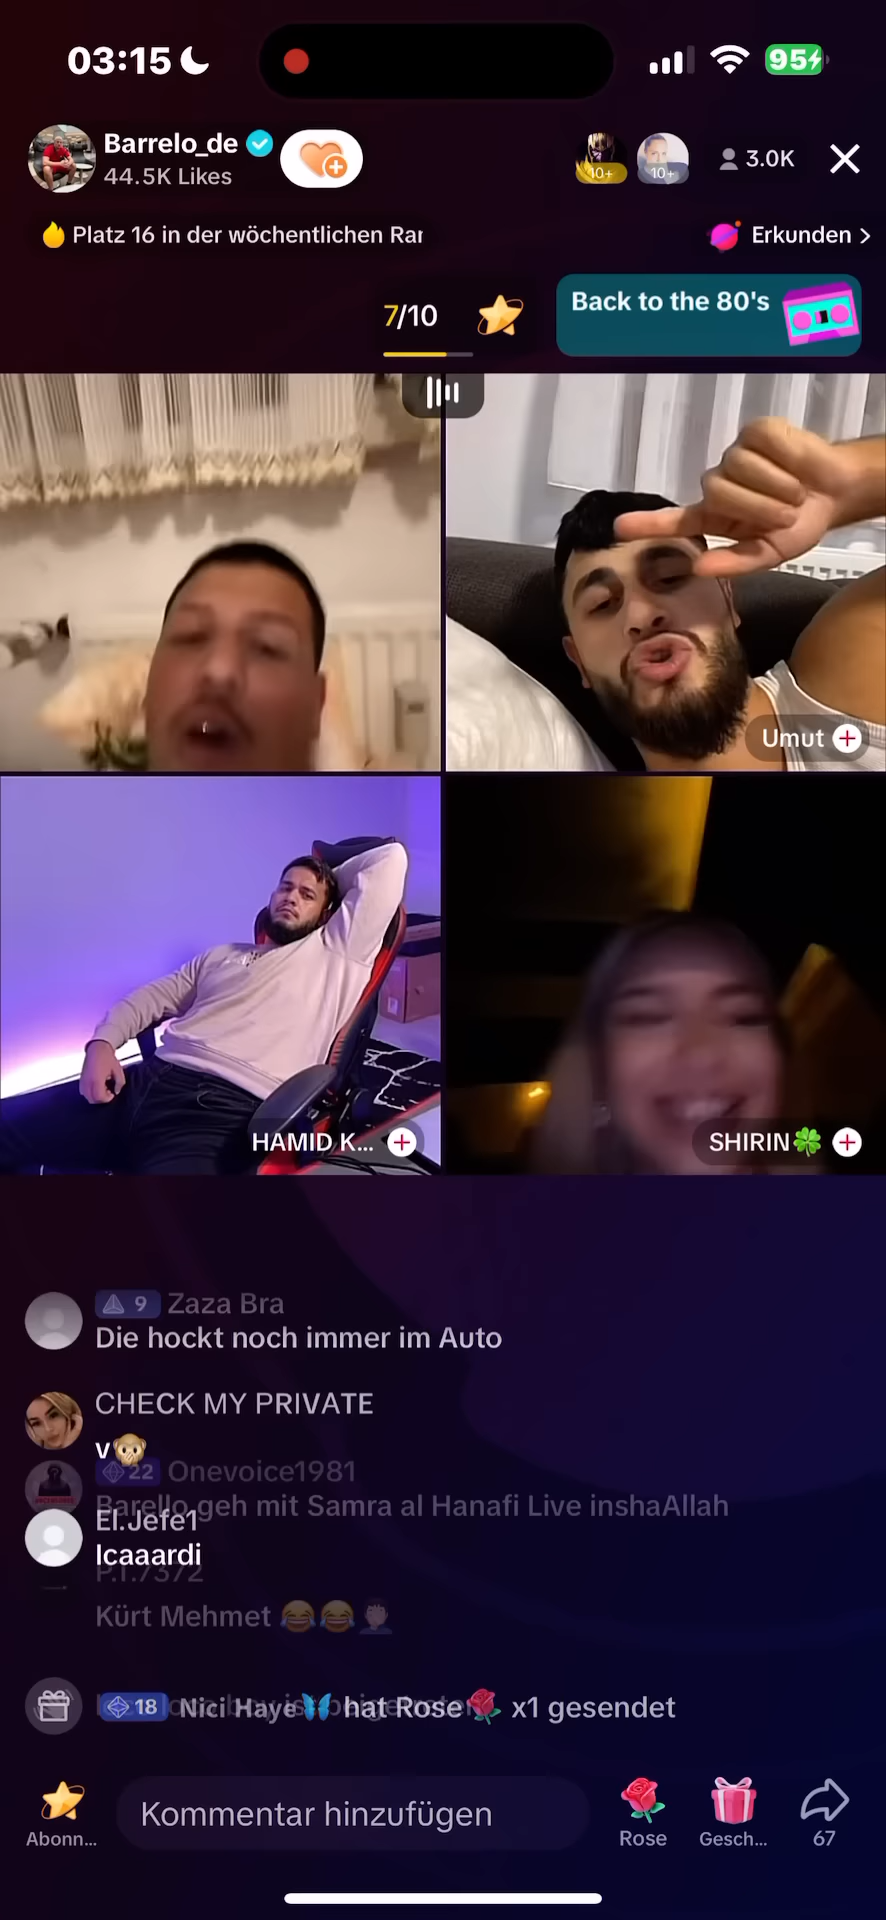 03:15
95
Barrelo_de
44.5K Likes
10+
10+
3.0K
Platz 16 in der wöchentlichen Rar
Erkunden >
7/10
Back to the 80's
Umut
HAMID K...
SHIRIN🍀
9 Zaza Bra
Die hockt noch immer im Auto
CHECK MY PRIVATE
v🙊
22 Onevoice1981
Barello geh mit Samra al Hanafi Live inshaAllah
El.Jefe1
Icaaardi
P.T.7372
Kürt Mehmet 😂😂🤦🏻
18 Nici Haye🦋 hat Rose🌹 x1 gesendet
Kommentar hinzufügen
Abonn...
Rose
Gesch...
67